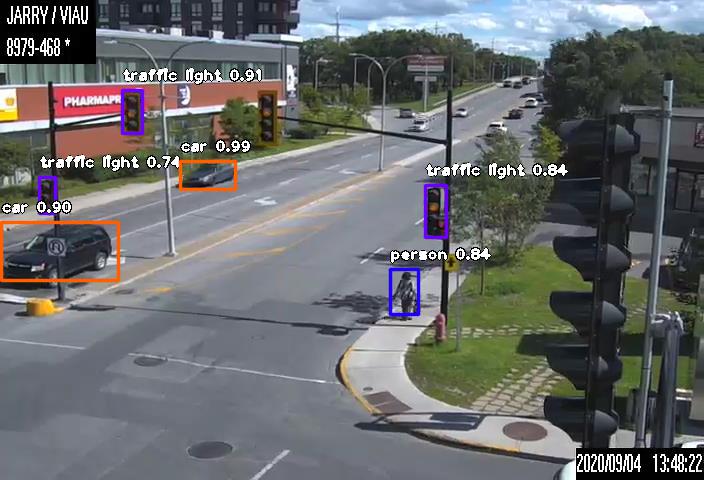 JARRY / VIAU
8979-468 *
traffic light 0.91
PHARMAPR
car 0.99
traffic light 0.74
traffic light 0.84
car 0.90
person 0.84
2020/09/04 13:48:22